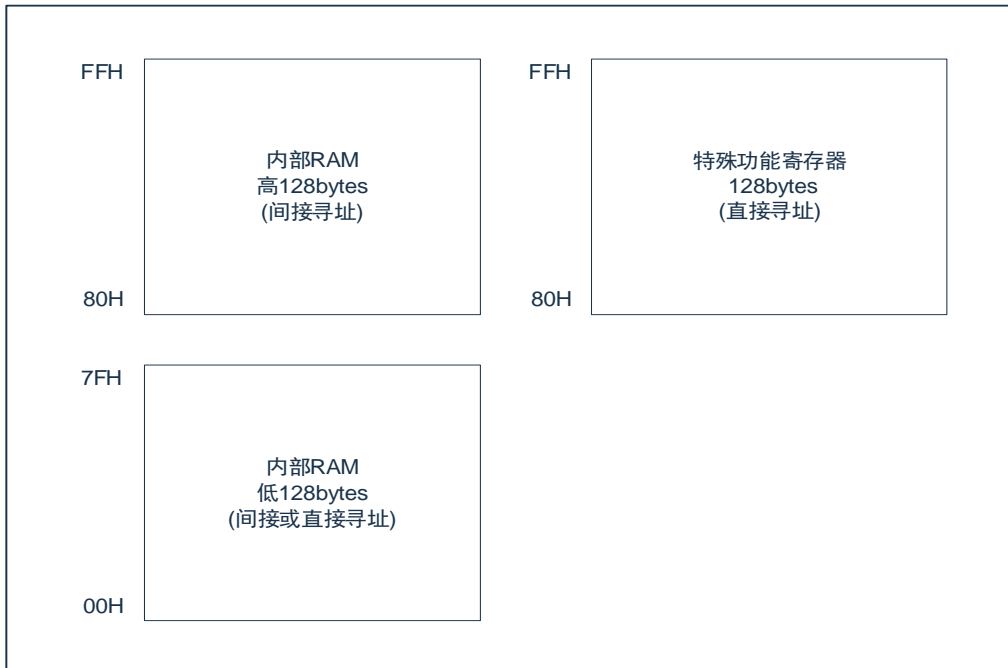 FFH
内部RAM
高128bytes
(间接寻址)
80H
FFH
特殊功能寄存器
128bytes
(直接寻址)
80H
7FH
内部RAM
低128bytes
(间接或直接寻址)
00H